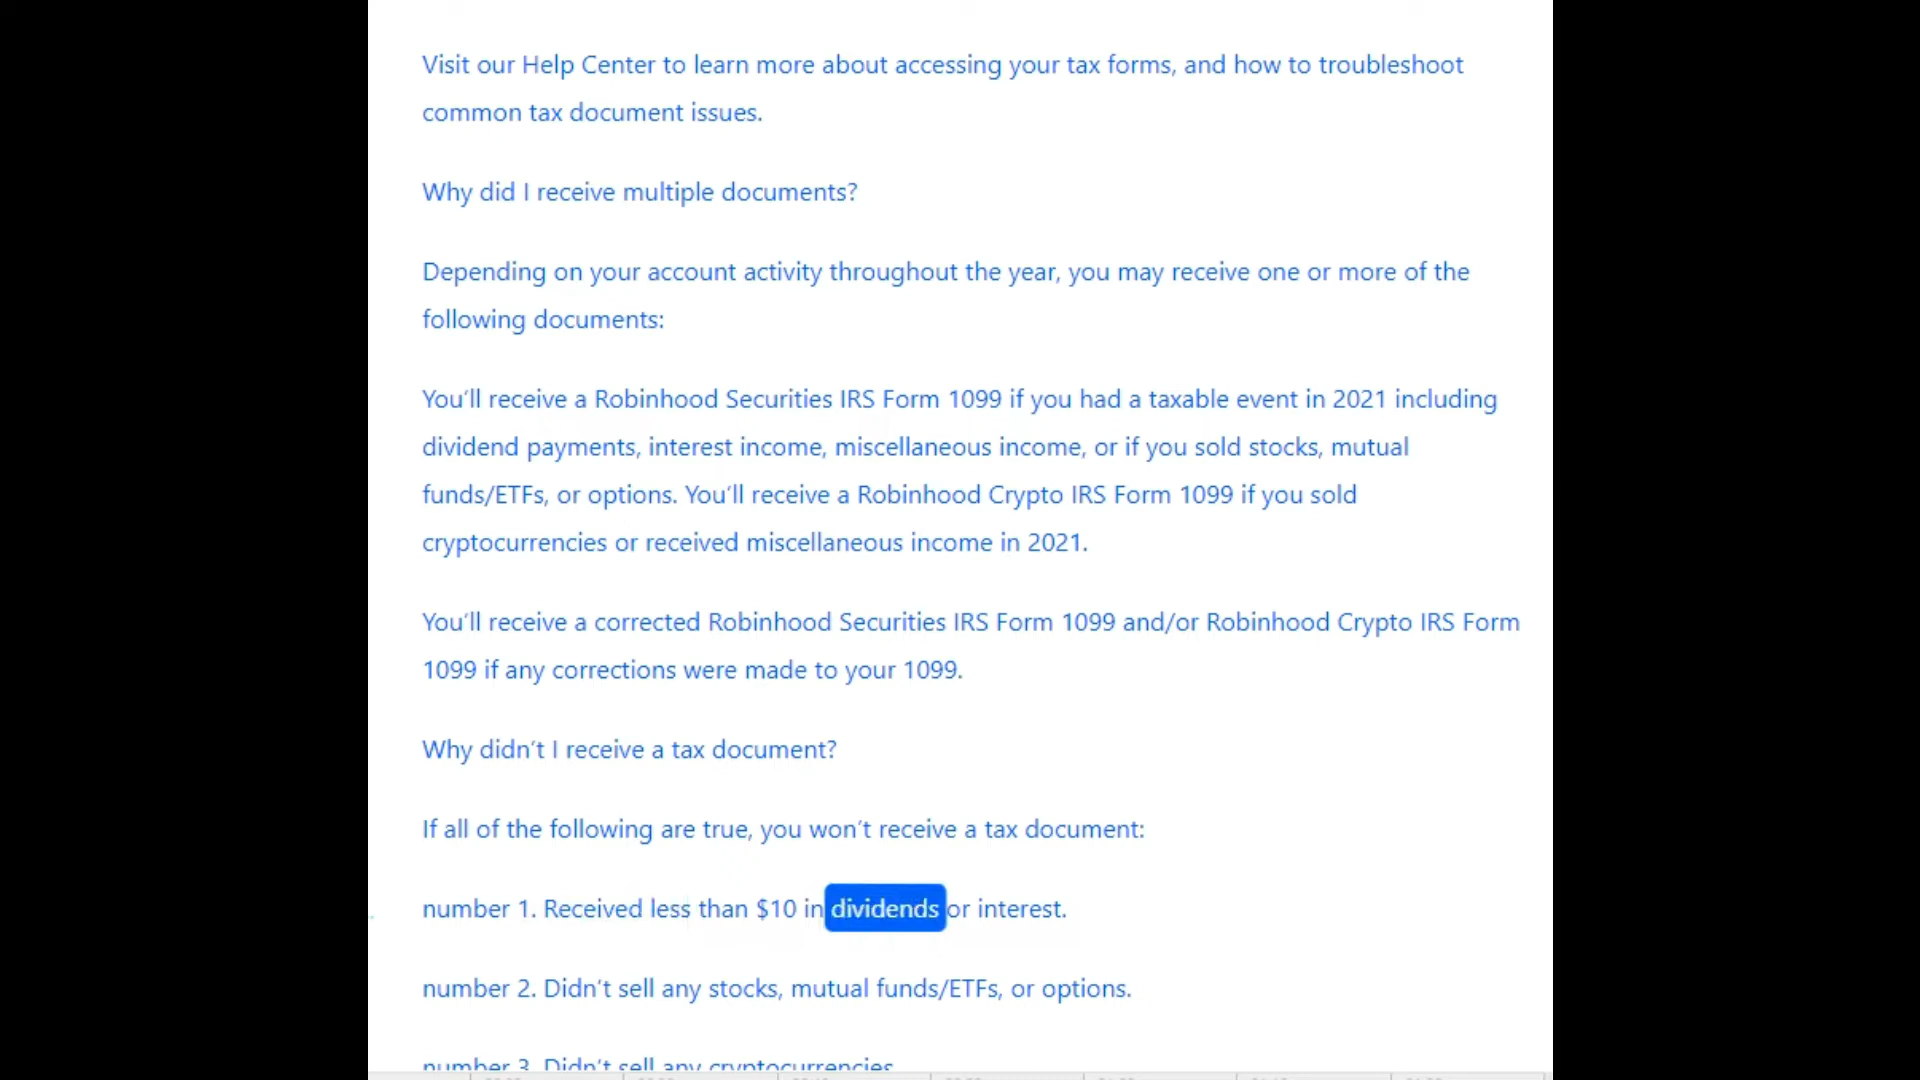 Visit our Help Center to learn more about accessing your tax forms, and how to troubleshoot
common tax document issues.
Why did I receive multiple documents?
Depending on your account activity throughout the year, you may receive one or more of the
following documents:
You’ll receive a Robinhood Securities IRS Form 1099 if you had a taxable event in 2021 including
dividend payments, interest income, miscellaneous income, or if you sold stocks, mutual
funds/ETFs, or options. You’ll receive a Robinhood Crypto IRS Form 1099 if you sold
cryptocurrencies or received miscellaneous income in 2021.
You’ll receive a corrected Robinhood Securities IRS Form 1099 and/or Robinhood Crypto IRS Form
1099 if any corrections were made to your 1099.
Why didn’t I receive a tax document?
If all of the following are true, you won’t receive a tax document:
number 1. Received less than $10 in dividends or interest.
number 2. Didn’t sell any stocks, mutual funds/ETFs, or options.
number 3. Didn’t sell any cryptocurrencies